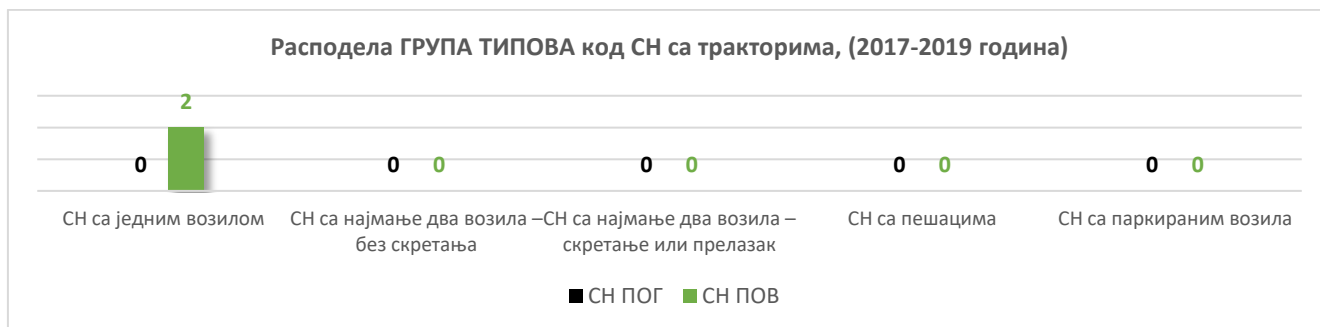 Расподела ГРУПА ТИПОВА код СН са тракторима, (2017-2019 година)
2
0
0 0
0 0
0 0
0 0
СН са једним возилом
СН са најмање два возила –
без скретања
СН са најмање два возила –
скретање или прелазак
СН са пешацима
СН са паркираним возила
СН ПОГ СН ПОВ